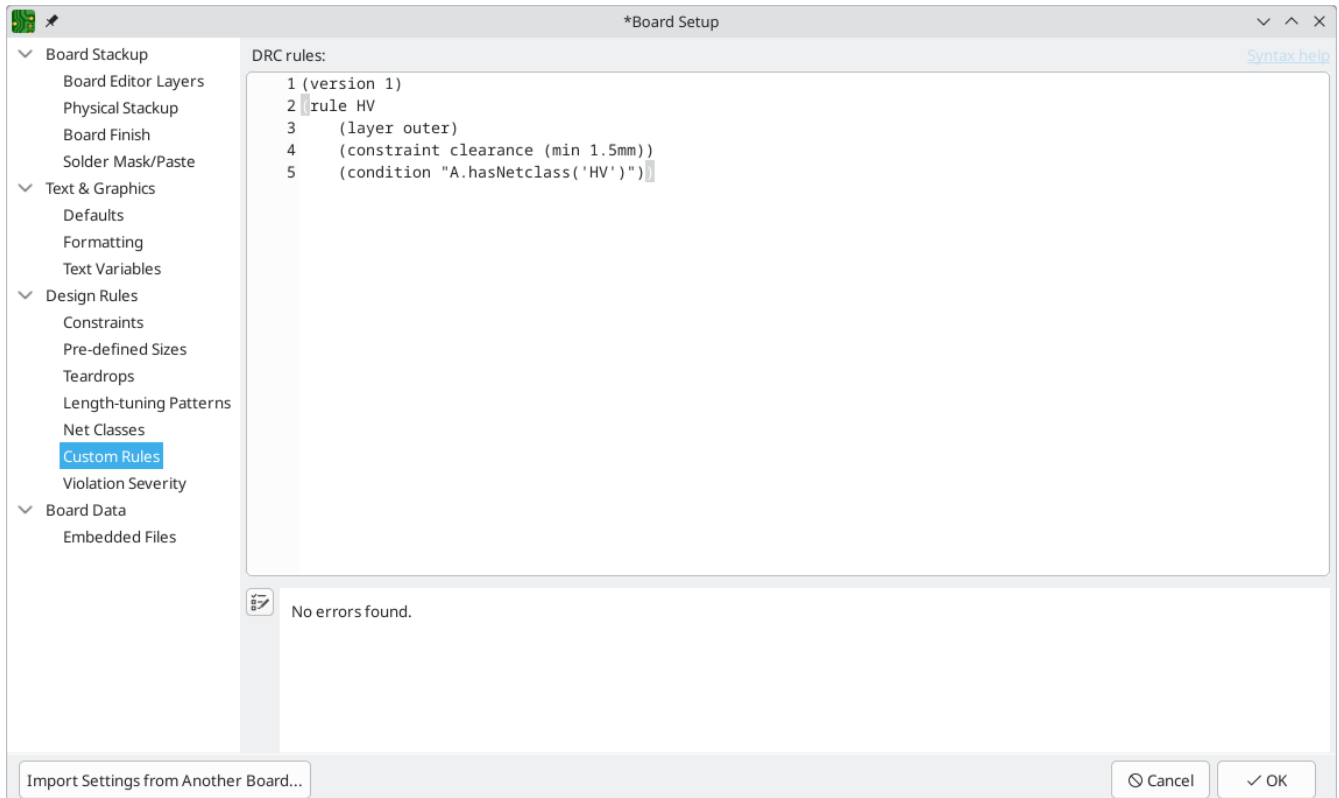 *Board Setup
Board Stackup
Board Editor Layers
Physical Stackup
Board Finish
Solder Mask/Paste
Text & Graphics
Defaults
Formatting
Text Variables
Design Rules
Constraints
Pre-defined Sizes
Teardrops
Length-tuning Patterns
Net Classes
Custom Rules
Violation Severity
Board Data
Embedded Files
DRC rules:
Syntax help
1 (version 1)
2 (rule HV
3     (layer outer)
4     (constraint clearance (min 1.5mm))
5     (condition "A.hasNetclass('HV')"))
No errors found.
Import Settings from Another Board...
Cancel
OK